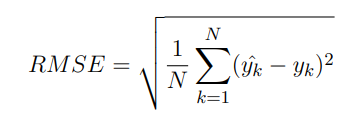 RMSE = \sqrt{\frac{1}{N} \sum_{k=1}^{N} (\hat{y_k} - y_k)^2}